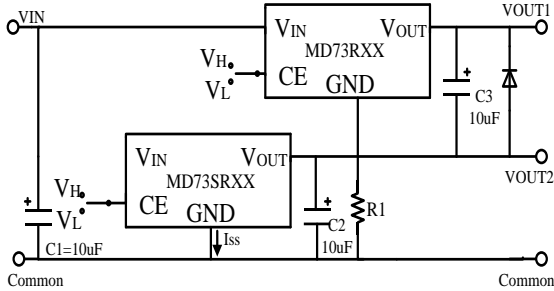 VIN
VOUT1
VIN
VOUT
MD73RXX
VH
VL
CE
GND
C3
10uF
VIN
VOUT
MD73SRXX
VOUT2
VH
VL
CE
GND
R1
C2
10uF
Iss
C1=10uF
Common
Common